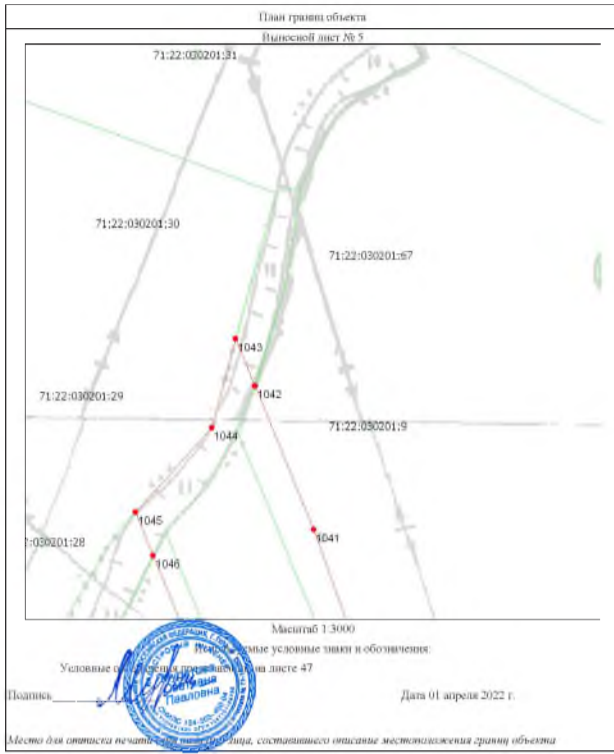 План границ объекта
Выносной лист № 5
71:22:020201:31
71:22:030201:30
71:22:030201:67
1043
1042
71:22:030201:29
71:22:030201:9
1044
1045
1041
2:030201:28
1046
Масштаб 1:3000
условные знаки и обозначения:
Условные на листе 47
Павловна
Подпись
Дата 01 апреля 2022 г.
Место для оттиска печати лица, составившего описание местоположения границ объекта